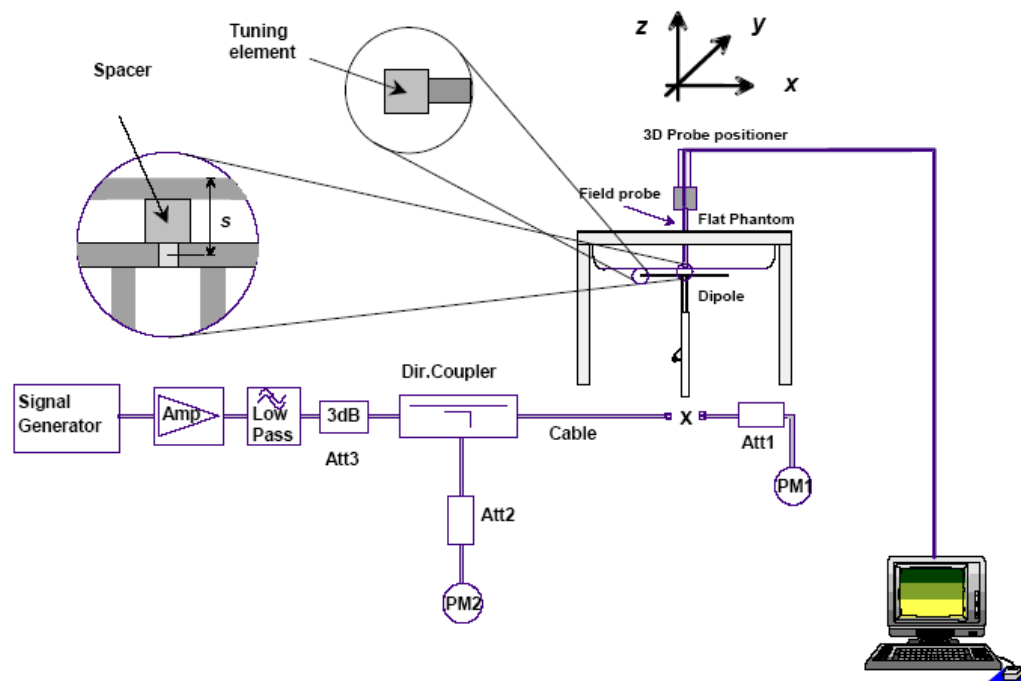 Tuning
element
Spacer
s
z
y
x
3D Probe positioner
Field probe
Flat Phantom
Dipole
Dir.Coupler
Signal
Generator
Amp
Low
Pass
3dB
Att3
Cable
X
Att1
PM1
Att2
PM2